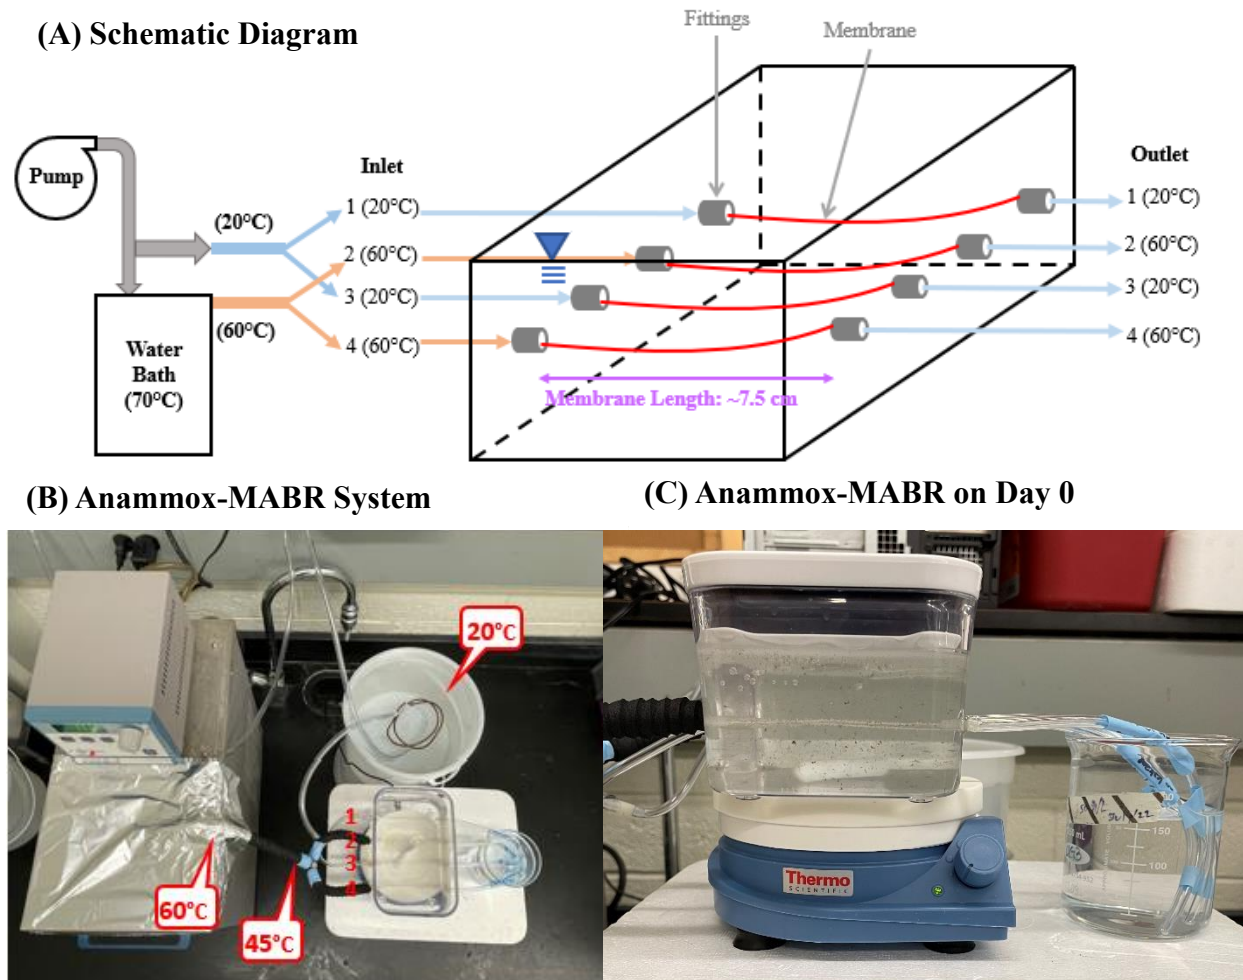 (A) Schematic Diagram
Fittings
Membrane
Pump
Inlet
Outlet
(20°C)
1 (20°C)
1 (20°C)
2 (60°C)
2 (60°C)
3 (20°C)
3 (20°C)
(60°C)
4 (60°C)
4 (60°C)
Water
Bath
(70°C)
Membrane Length: ~7.5 cm
(B) Anammox-MABR System
(C) Anammox-MABR on Day 0
20°C
1
2
3
4
60°C
45°C
Thermo
SCIENTIFIC
150
100